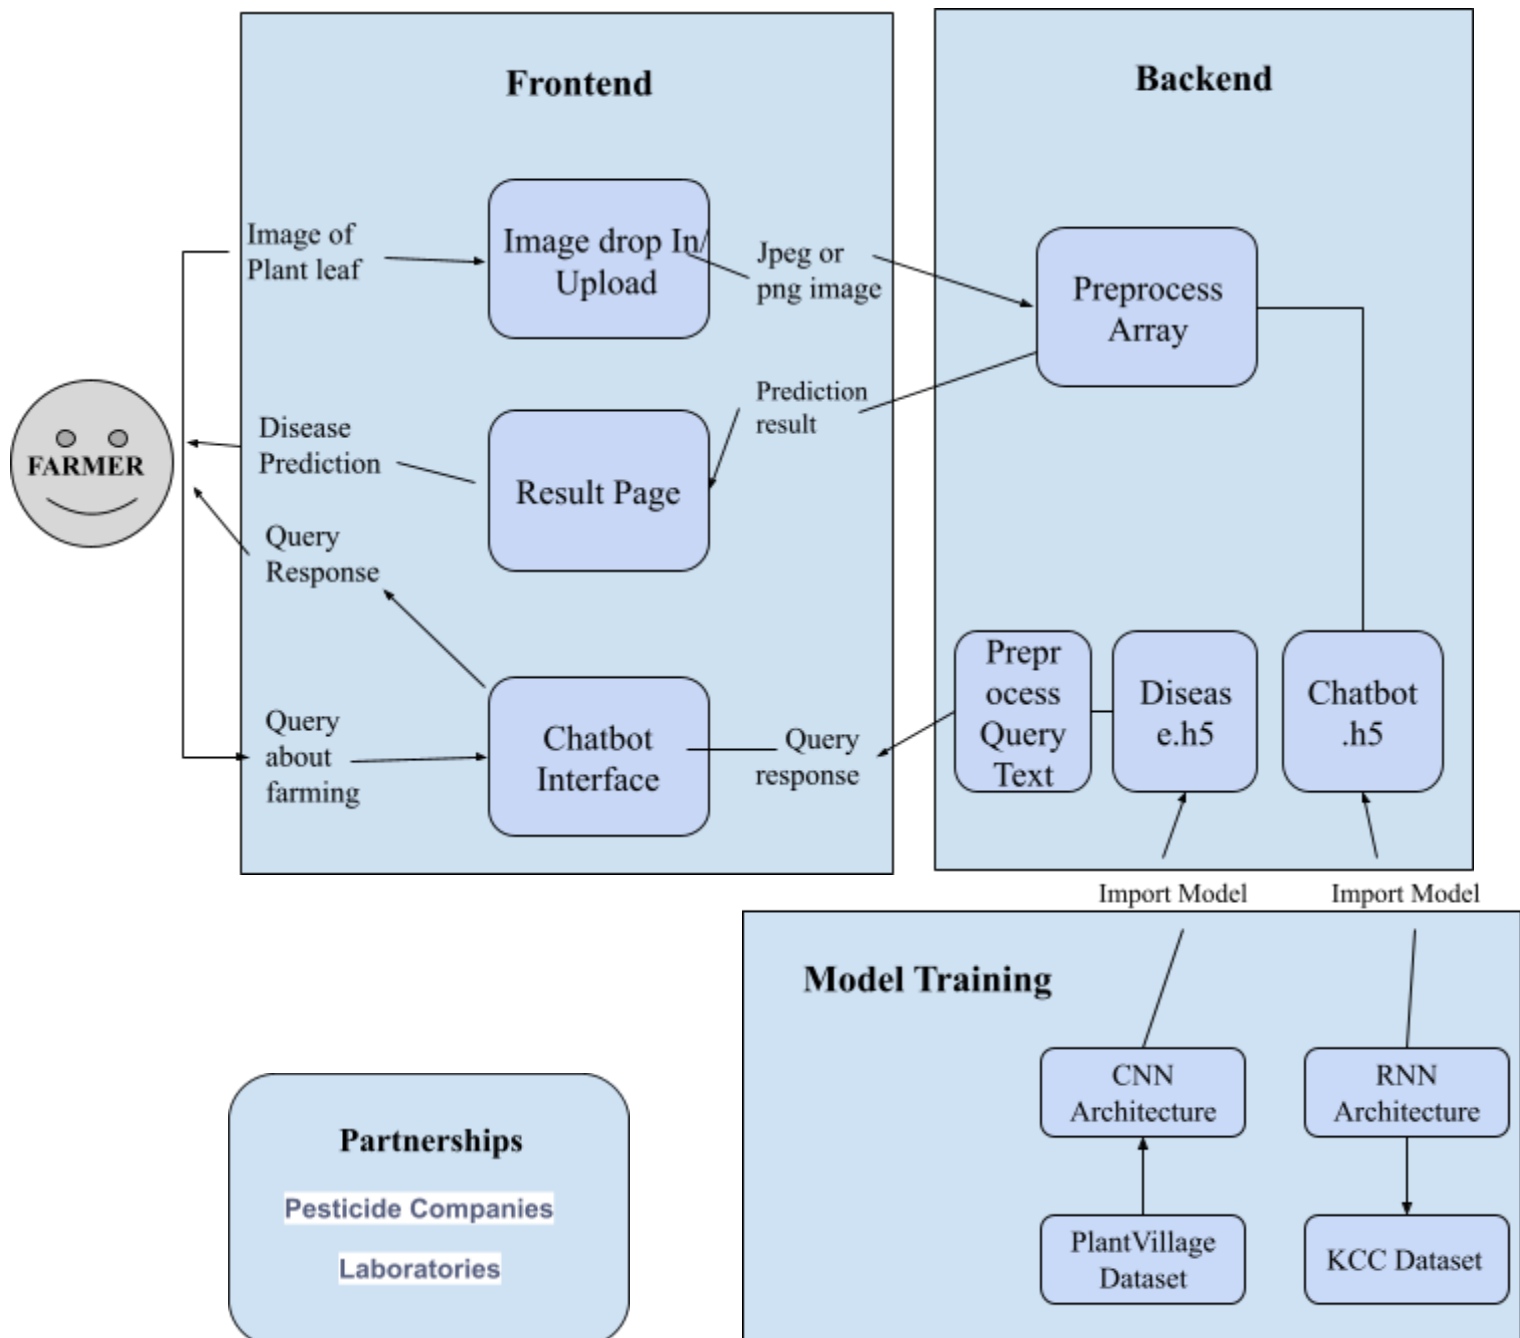 Frontend
Backend
Image of
Plant leaf
Image drop In/
Upload
Jpeg or
png image
Preprocess
Array
FARMER
Disease
Prediction
Result Page
Prediction
result
Query
Response
Query
about
farming
Chatbot
Interface
Query
response
Prepr
ocess
Query
Text
Diseas
e.h5
Chatbot
.h5
Import Model
Import Model
Model Training
CNN
Architecture
RNN
Architecture
PlantVillage
Dataset
KCC Dataset
Partnerships
Pesticide Companies
Laboratories